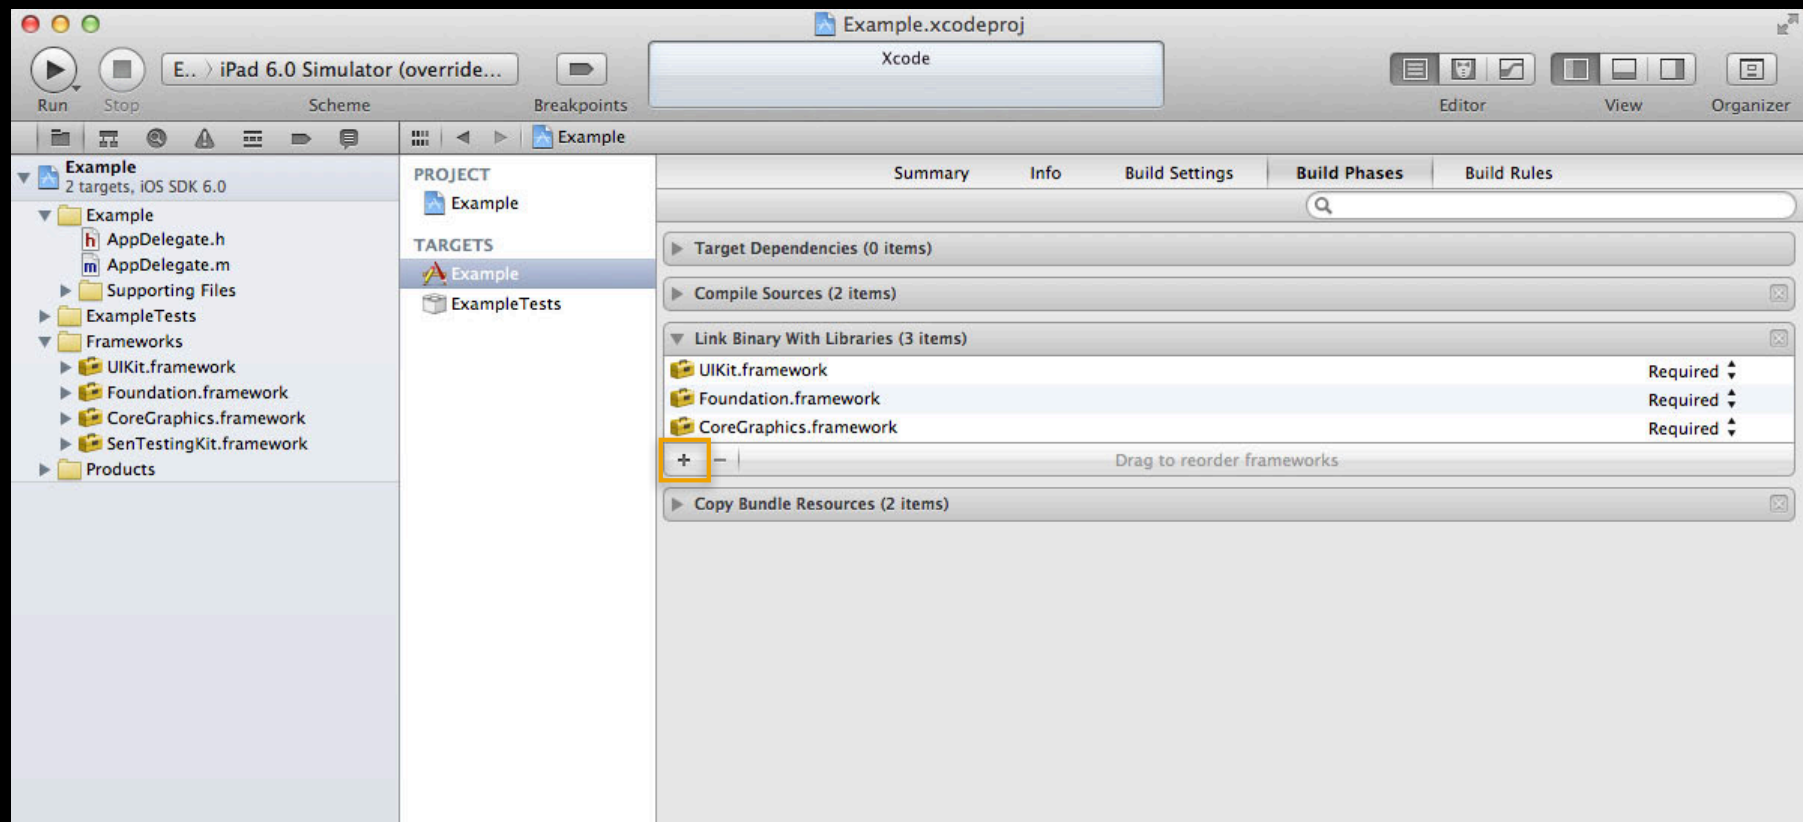 Example.xcodeproj
E.. › iPad 6.0 Simulator (override...
Xcode
Run Stop Scheme Breakpoints Editor View Organizer
Example
Example
2 targets, iOS SDK 6.0
Example
AppDelegate.h
AppDelegate.m
Supporting Files
ExampleTests
Frameworks
UIKit.framework
Foundation.framework
CoreGraphics.framework
SenTestingKit.framework
Products
PROJECT
Example
TARGETS
Example
ExampleTests
Summary Info Build Settings Build Phases Build Rules
Target Dependencies (0 items)
Compile Sources (2 items)
Link Binary With Libraries (3 items)
UIKit.framework Required
Foundation.framework Required
CoreGraphics.framework Required
+ − Drag to reorder frameworks
Copy Bundle Resources (2 items)